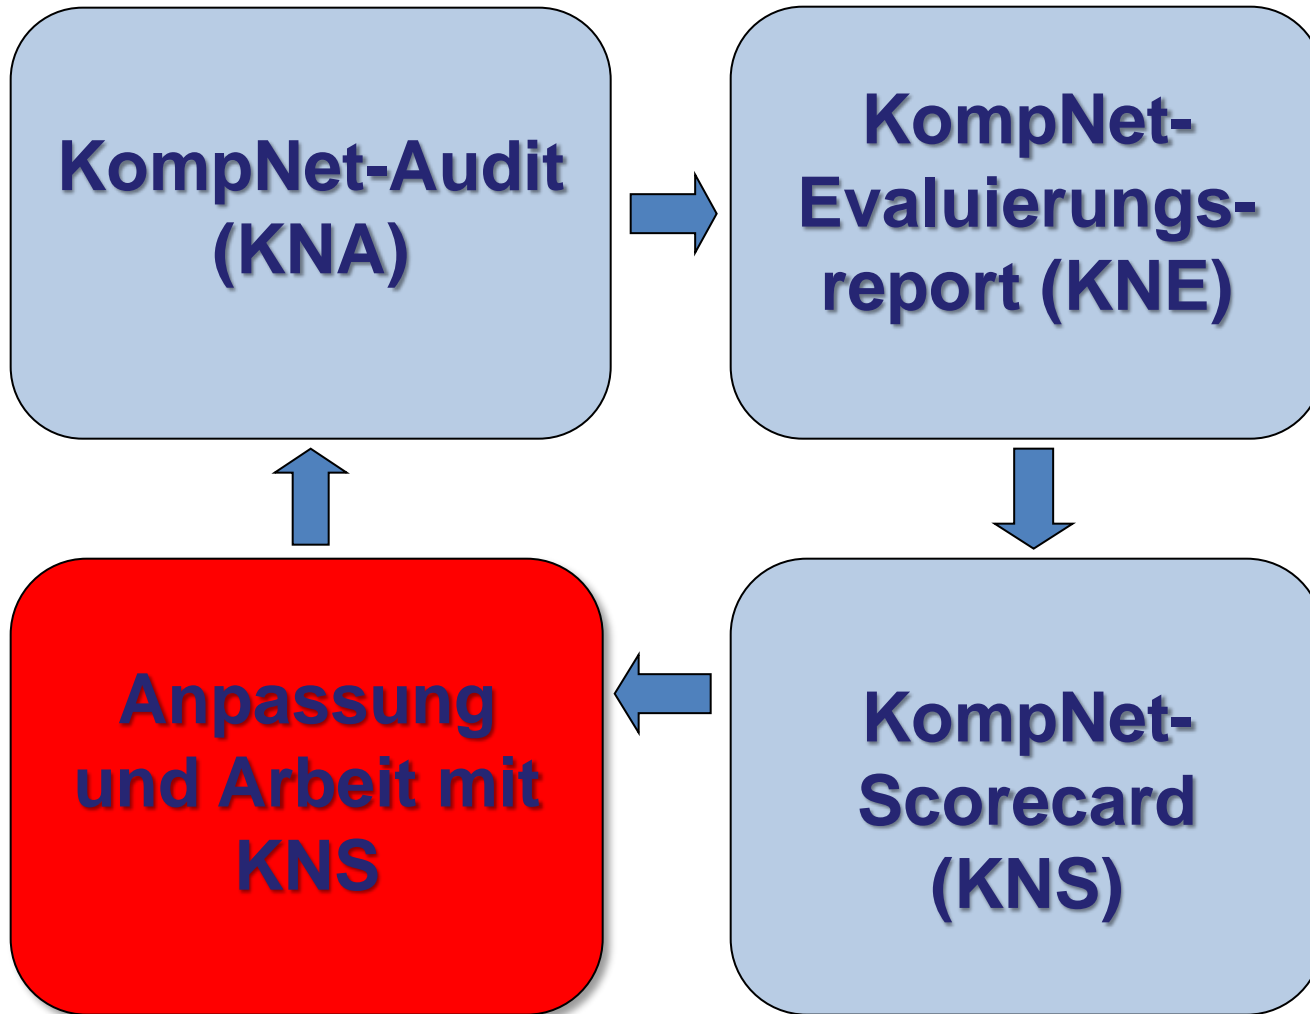 KompNet-Audit
(KNA)
KompNet-
Evaluierungs-
report (KNE)
Anpassung
und Arbeit mit
KNS
KompNet-
Scorecard
(KNS)